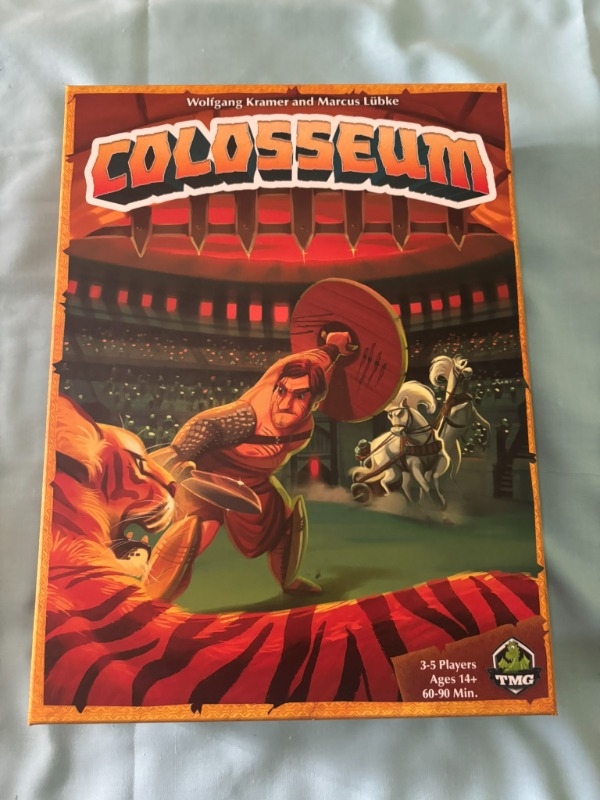 Wolfgang Kramer and Marcus Lübke
COLOSSEUM
3-5 Players
Ages 14+
60-90 Min.
TMG